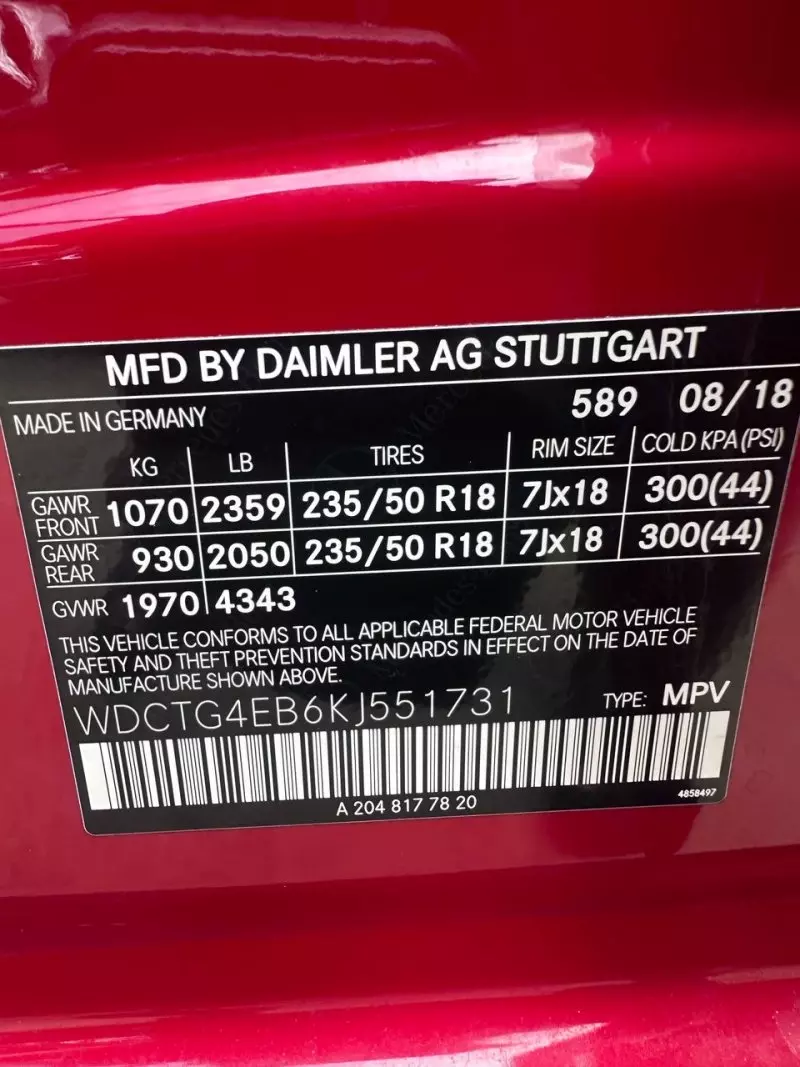 MFD BY DAIMLER AG STUTTGART
MADE IN GERMANY 589 08/18
KG LB TIRES RIM SIZE COLD KPA (PSI)
GAWR FRONT 1070 2359 235/50 R18 7Jx18 300(44)
GAWR REAR 930 2050 235/50 R18 7Jx18 300(44)
GVWR 1970 4343
THIS VEHICLE CONFORMS TO ALL APPLICABLE FEDERAL MOTOR VEHICLE
SAFETY AND THEFT PREVENTION STANDARDS IN EFFECT ON THE DATE OF
MANUFACTURE SHOWN ABOVE.
WDCTG4EB6KJ551731 TYPE: MPV
A 204 817 78 20 4858497